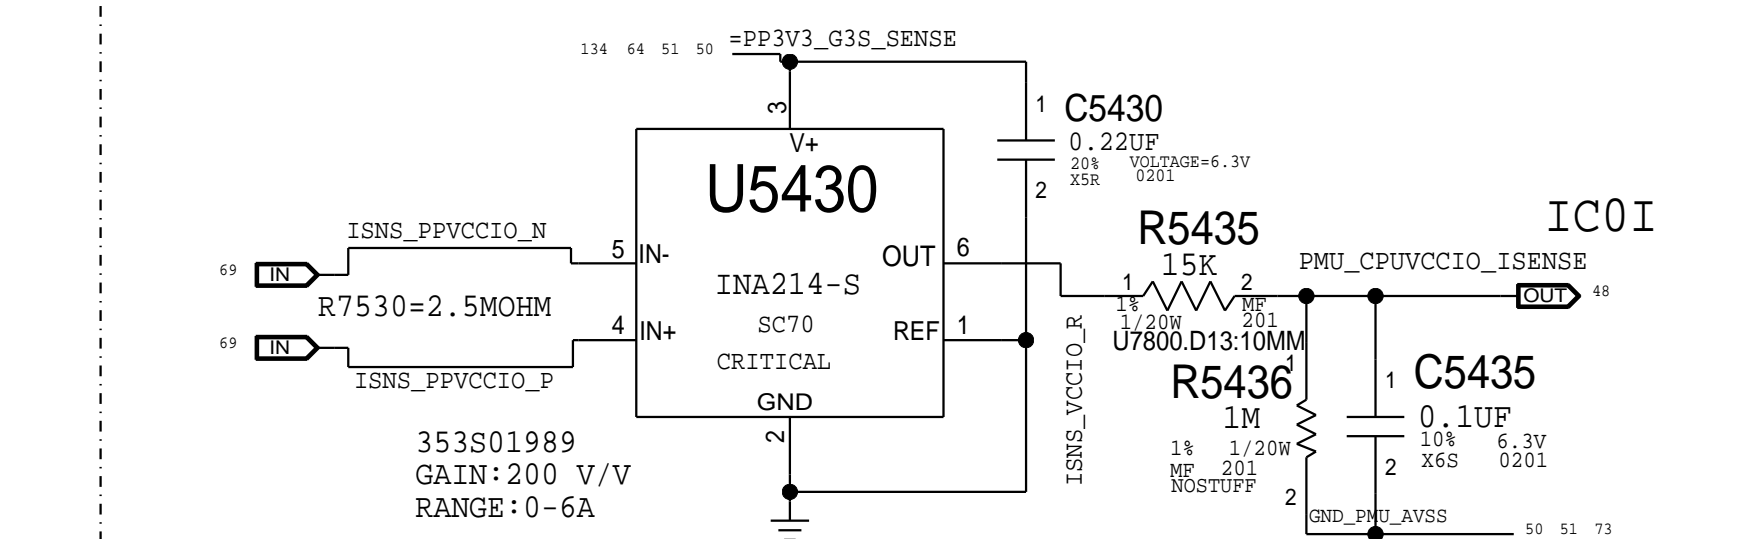 134 64 51 50 =PP3V3_G3S_SENSE
3
V+
U5430
1 C5430
0.22UF
20% VOLTAGE=6.3V
X5R 0201
2
ISNS_PPVCCIO_N
69 IN
5 IN-
R7530=2.5MOHM
69 IN
4 IN+
ISNS_PPVCCIO_P
INA214-S
SC70
CRITICAL
OUT 6
REF 1
GND
2
353S01989
GAIN:200 V/V
RANGE:0-6A
ISNS_VCCIO_R
R5435
15K
1 2
1% MF
1/20W 201
U7800.D13:10MM
IC0I
PMU_CPUVCCIO_ISENSE
OUT 48
1
R5436
1M
1% 1/20W
MF 201
NOSTUFF
2
1 C5435
0.1UF
10% 6.3V
X6S 0201
2
GND_PMU_AVSS
50 51 73